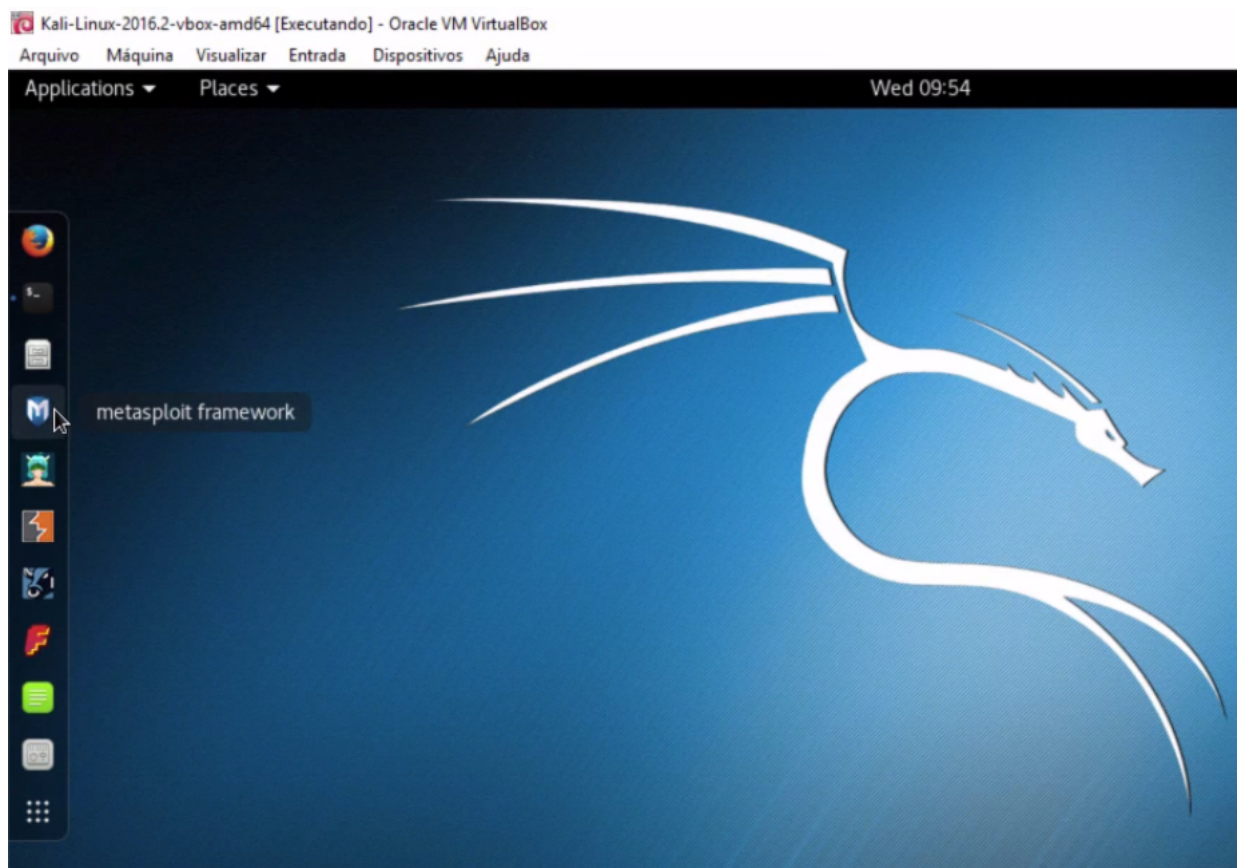 Kali-Linux-2016.2-vbox-amd64 [Executando] - Oracle VM VirtualBox
Arquivo Máquina Visualizar Entrada Dispositivos Ajuda
Applications Places Wed 09:54
$_
metasploit framework